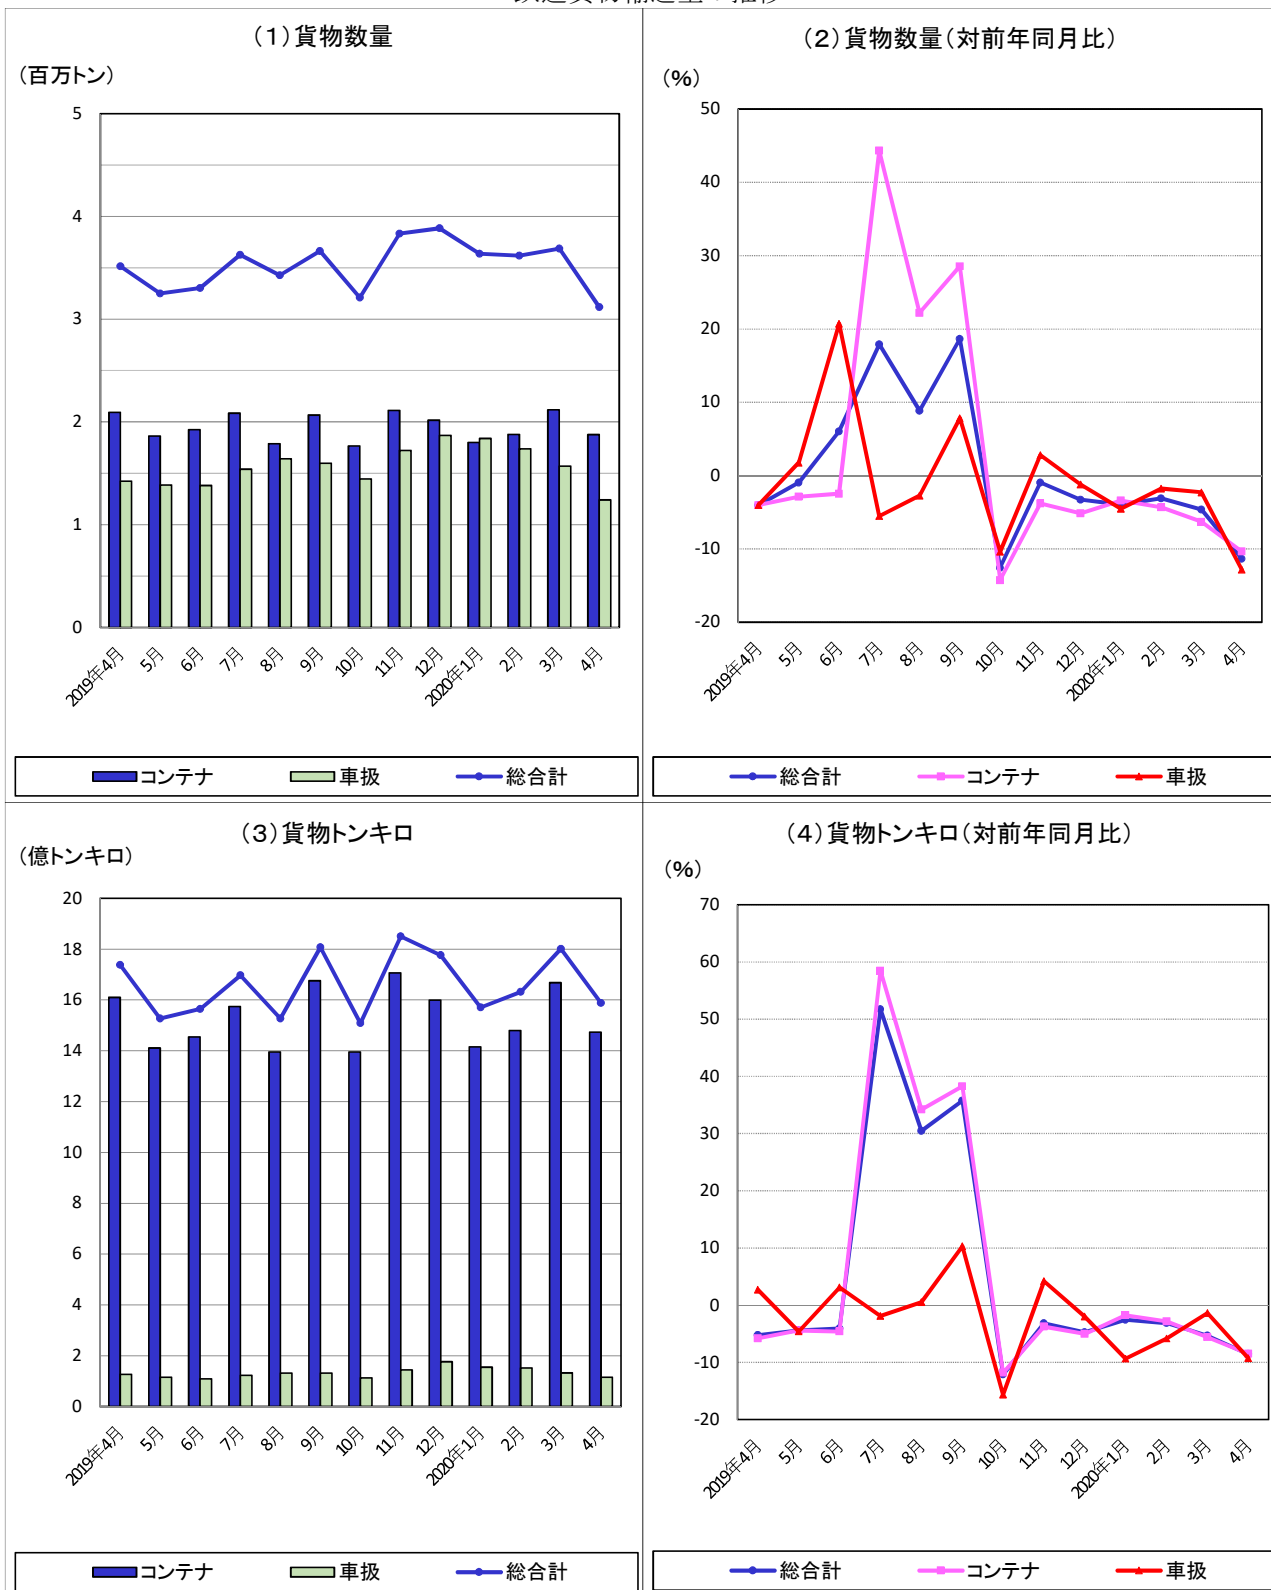 (1)貨物数量
(百万トン)
5
4
3
2
1
0
2019年4月 5月 6月 7月 8月 9月 10月 11月 12月 2020年1月 2月 3月 4月
コンテナ 車扱 総合計
(2)貨物数量(対前年同月比)
(%)
50
40
30
20
10
0
-10
-20
2019年4月 5月 6月 7月 8月 9月 10月 11月 12月 2020年1月 2月 3月 4月
総合計 コンテナ 車扱
(3)貨物トンキロ
(億トンキロ)
20
18
16
14
12
10
8
6
4
2
0
2019年4月 5月 6月 7月 8月 9月 10月 11月 12月 2020年1月 2月 3月 4月
コンテナ 車扱 総合計
(4)貨物トンキロ(対前年同月比)
(%)
70
60
50
40
30
20
10
0
-10
-20
2019年4月 5月 6月 7月 8月 9月 10月 11月 12月 2020年1月 2月 3月 4月
総合計 コンテナ 車扱